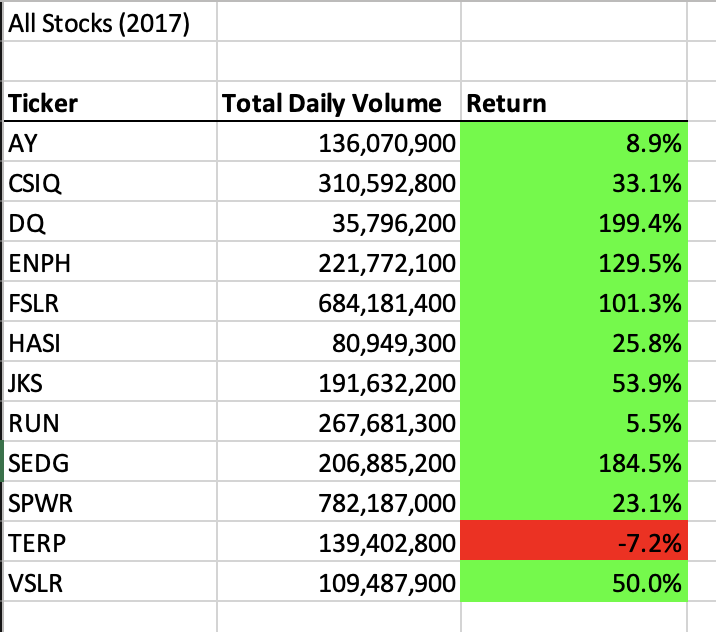 All Stocks (2017)
Ticker Total Daily Volume Return
AY 136,070,900 8.9%
CSIQ 310,592,800 33.1%
DQ 35,796,200 199.4%
ENPH 221,772,100 129.5%
FSLR 684,181,400 101.3%
HASI 80,949,300 25.8%
JKS 191,632,200 53.9%
RUN 267,681,300 5.5%
SEDG 206,885,200 184.5%
SPWR 782,187,000 23.1%
TERP 139,402,800 -7.2%
VSLR 109,487,900 50.0%